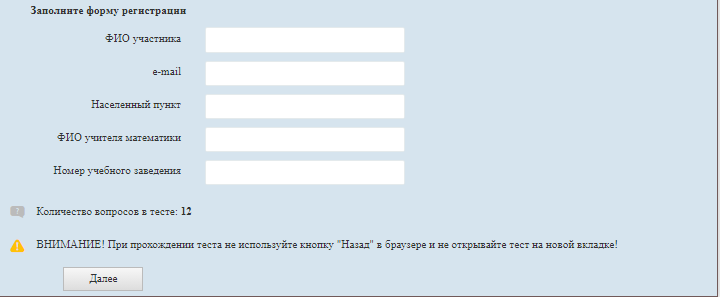 Заполните форму регистрации
ФИО участника
e-mail
Населенный пункт
ФИО учителя математики
Номер учебного заведения
Количество вопросов в тесте: 12
ВНИМАНИЕ! При прохождении теста не используйте кнопку "Назад" в браузере и не открывайте тест на новой вкладке!
Далее